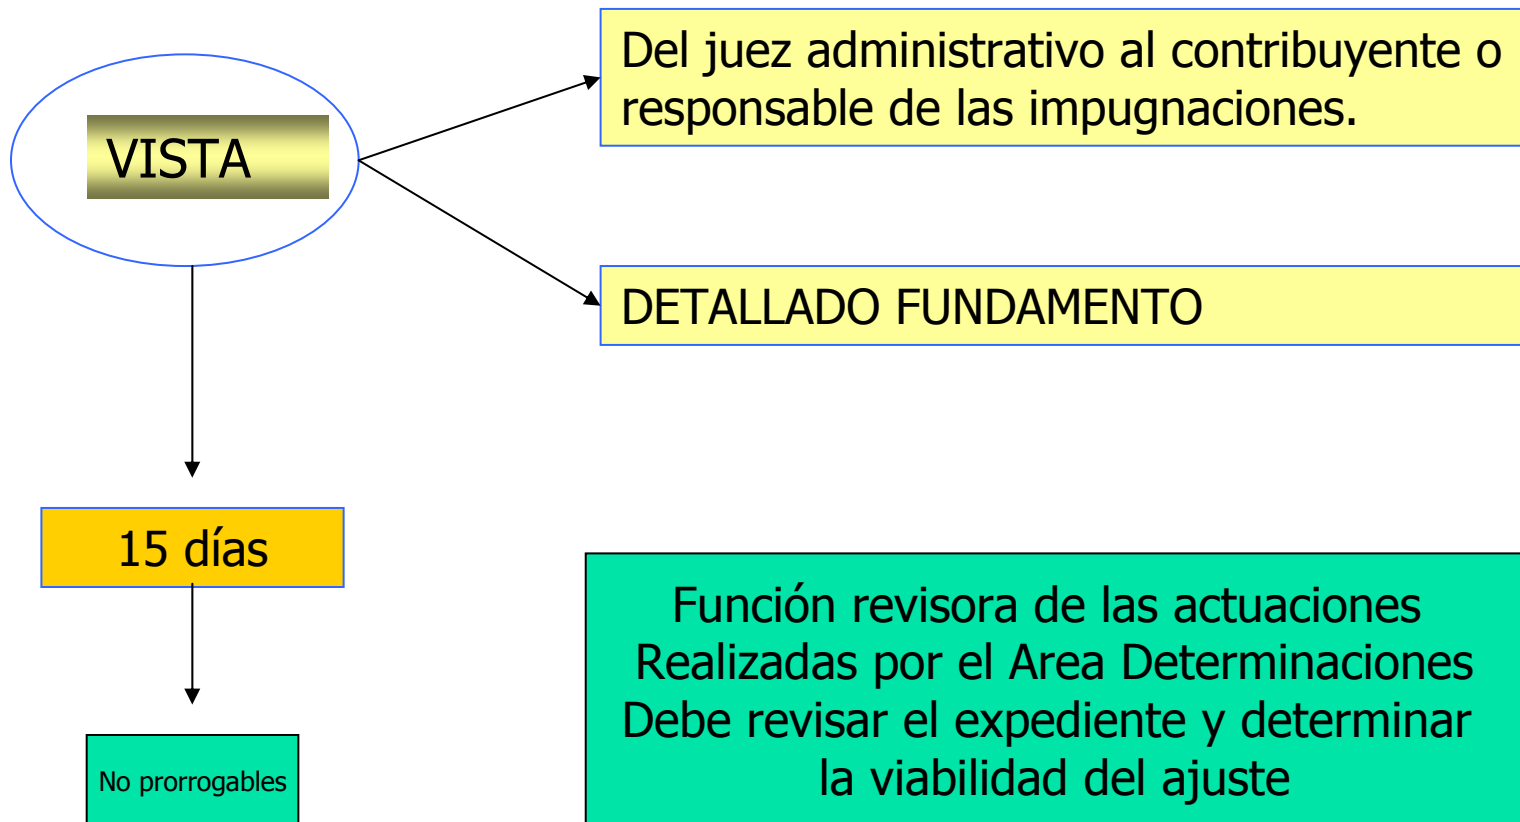 Del juez administrativo al contribuyente o
responsable de las impugnaciones.
VISTA
DETALLADO FUNDAMENTO
15 días
No prorrogables
Función revisora de las actuaciones
Realizadas por el Area Determinaciones
Debe revisar el expediente y determinar
la viabilidad del ajuste